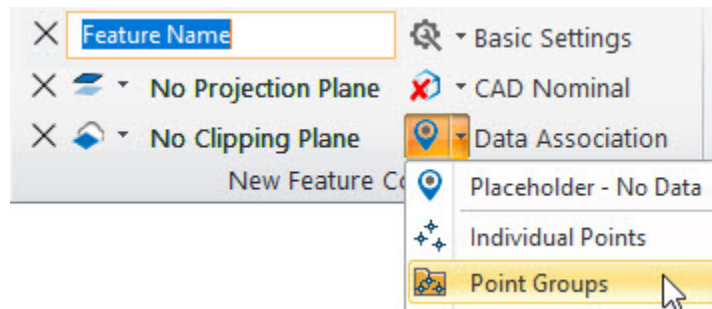 Feature Name
Basic Settings
No Projection Plane
CAD Nominal
No Clipping Plane
Data Association
New Feature Co
Placeholder - No Data
Individual Points
Point Groups